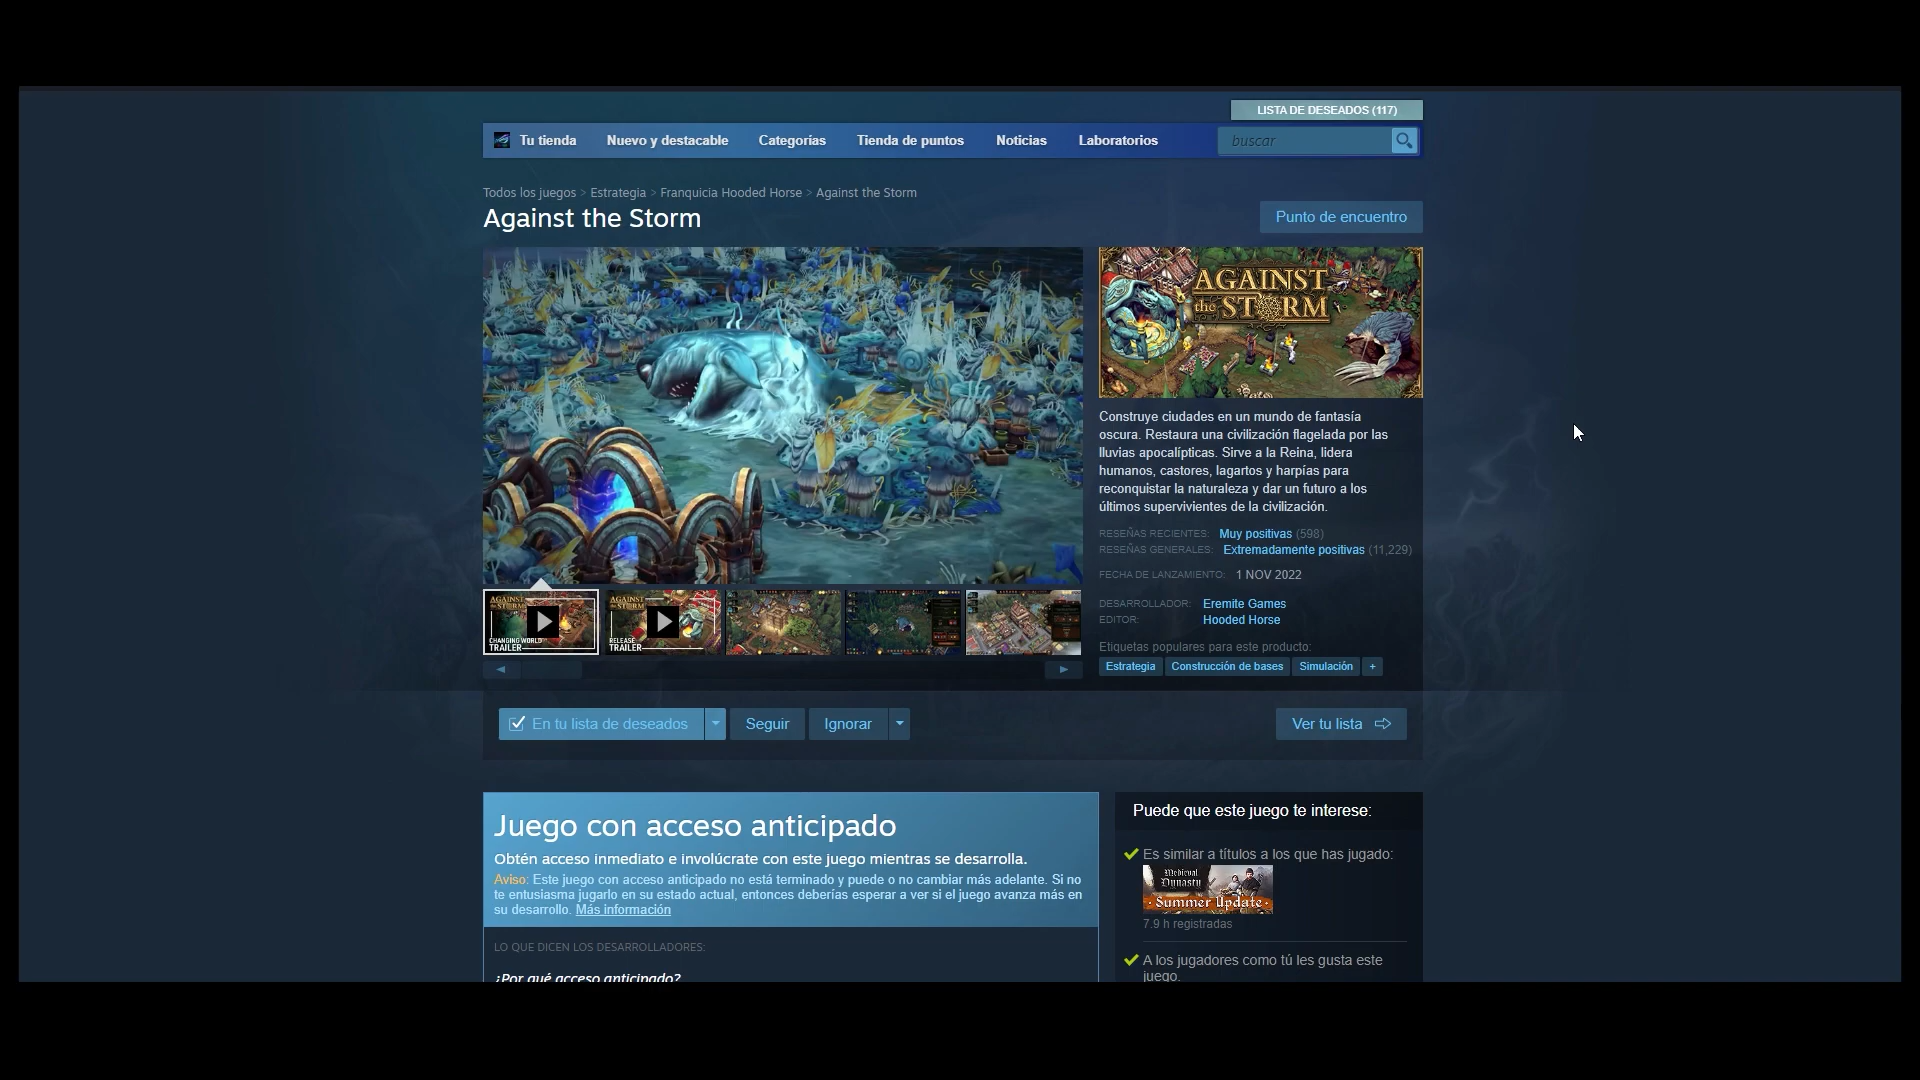 LISTA DE DESEADOS (117)
Tu tienda Nuevo y destacable Categorías Tienda de puntos Noticias Laboratorios buscar
Todos los juegos > Estrategia > Franquicia Hooded Horse > Against the Storm
Against the Storm
Punto de encuentro
AGAINST
the STORM
Construye ciudades en un mundo de fantasía
oscura. Restaura una civilización flagelada por las
lluvias apocalípticas. Sirve a la Reina, lidera
humanos, castores, lagartos y harpías para
reconquistar la naturaleza y dar un futuro a los
últimos supervivientes de la civilización.
RESEÑAS RECIENTES: Muy positivas (598)
RESEÑAS GENERALES: Extremadamente positivas (11,229)
FECHA DE LANZAMIENTO: 1 NOV 2022
DESARROLLADOR: Eremite Games
EDITOR: Hooded Horse
Etiquetas populares para este producto:
Estrategia Construcción de bases Simulación +
AGAINST
the STORM
CHANGING WORLD
TRAILER
AGAINST
the STORM
RELEASE
TRAILER
En tu lista de deseados Seguir Ignorar Ver tu lista
Juego con acceso anticipado
Obtén acceso inmediato e involúcrate con este juego mientras se desarrolla.
Aviso: Este juego con acceso anticipado no está terminado y puede o no cambiar más adelante. Si no
te entusiasma jugarlo en su estado actual, entonces deberías esperar a ver si el juego avanza más en
su desarrollo. Más información
LO QUE DICEN LOS DESARROLLADORES:
¿Por qué acceso anticipado?
Puede que este juego te interese:
Es similar a títulos a los que has jugado:
Medieval
Dynasty
· Summer Update ·
7.9 h registradas
A los jugadores como tú les gusta este
juego.